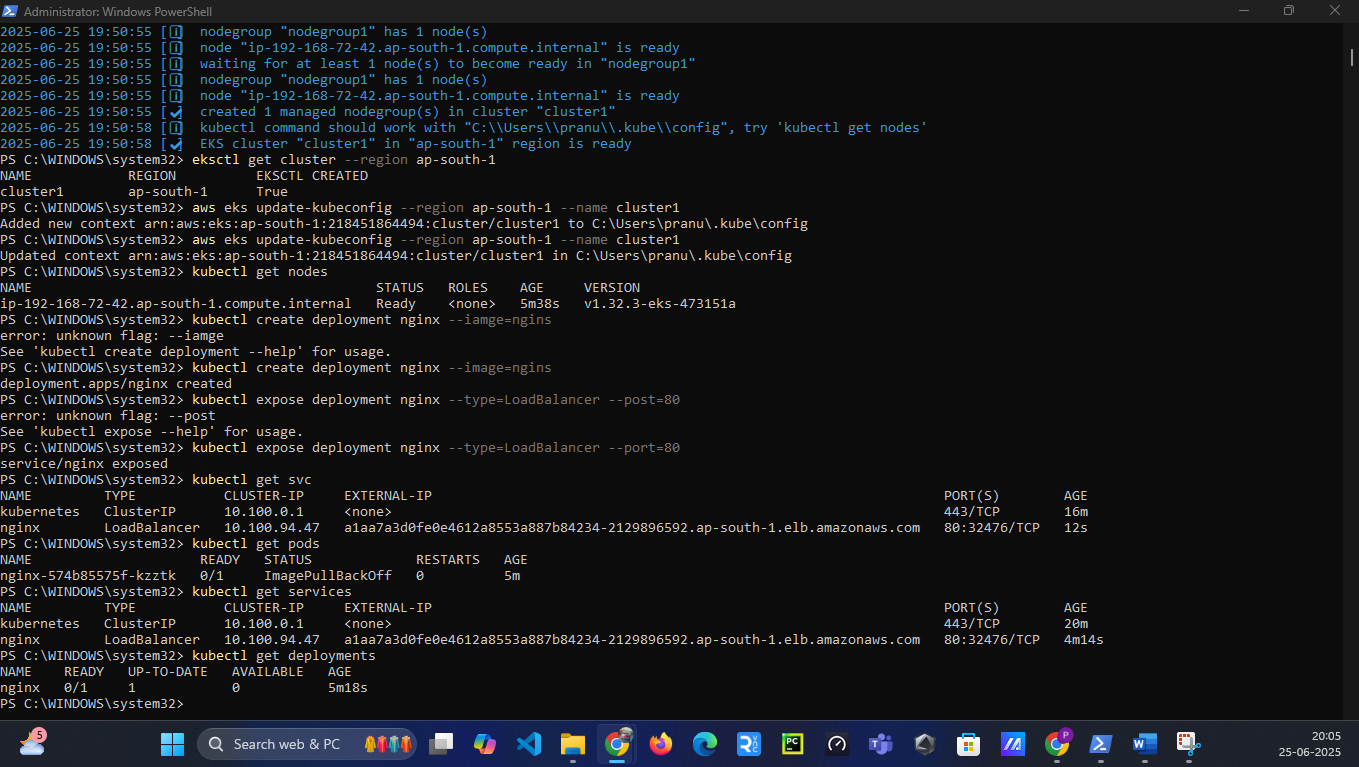 Administrator: Windows PowerShell
2025-06-25 19:50:55 [i]  nodegroup "nodegroup1" has 1 node(s)
2025-06-25 19:50:55 [i]  node "ip-192-168-72-42.ap-south-1.compute.internal" is ready
2025-06-25 19:50:55 [i]  waiting for at least 1 node(s) to become ready in "nodegroup1"
2025-06-25 19:50:55 [i]  nodegroup "nodegroup1" has 1 node(s)
2025-06-25 19:50:55 [i]  node "ip-192-168-72-42.ap-south-1.compute.internal" is ready
2025-06-25 19:50:55 [✔]  created 1 managed nodegroup(s) in cluster "cluster1"
2025-06-25 19:50:58 [i]  kubectl command should work with "C:\\Users\\pranu\\.kube\\config", try 'kubectl get nodes'
2025-06-25 19:50:58 [✔]  EKS cluster "cluster1" in "ap-south-1" region is ready
PS C:\WINDOWS\system32> eksctl get cluster --region ap-south-1
NAME            REGION          EKSCTL CREATED
cluster1        ap-south-1      True
PS C:\WINDOWS\system32> aws eks update-kubeconfig --region ap-south-1 --name cluster1
Added new context arn:aws:eks:ap-south-1:218451864494:cluster/cluster1 to C:\Users\pranu\.kube\config
PS C:\WINDOWS\system32> aws eks update-kubeconfig --region ap-south-1 --name cluster1
Updated context arn:aws:eks:ap-south-1:218451864494:cluster/cluster1 in C:\Users\pranu\.kube\config
PS C:\WINDOWS\system32> kubectl get nodes
NAME                                           STATUS   ROLES    AGE     VERSION
ip-192-168-72-42.ap-south-1.compute.internal   Ready    <none>   5m38s   v1.32.3-eks-473151a
PS C:\WINDOWS\system32> kubectl create deployment nginx --iamge=ngins
error: unknown flag: --iamge
See 'kubectl create deployment --help' for usage.
PS C:\WINDOWS\system32> kubectl create deployment nginx --image=ngins
deployment.apps/nginx created
PS C:\WINDOWS\system32> kubectl expose deployment nginx --type=LoadBalancer --post=80
error: unknown flag: --post
See 'kubectl expose --help' for usage.
PS C:\WINDOWS\system32> kubectl expose deployment nginx --type=LoadBalancer --port=80
service/nginx exposed
PS C:\WINDOWS\system32> kubectl get svc
NAME         TYPE           CLUSTER-IP     EXTERNAL-IP                                                                PORT(S)        AGE
kubernetes   ClusterIP      10.100.0.1     <none>                                                                     443/TCP        16m
nginx        LoadBalancer   10.100.94.47   a1aa7a3d0fe0e4612a8553a887b84234-2129896592.ap-south-1.elb.amazonaws.com   80:32476/TCP   12s
PS C:\WINDOWS\system32> kubectl get pods
NAME                     READY   STATUS             RESTARTS   AGE
nginx-574b85575f-kzztk   0/1     ImagePullBackOff   0          5m
PS C:\WINDOWS\system32> kubectl get services
NAME         TYPE           CLUSTER-IP     EXTERNAL-IP                                                                PORT(S)        AGE
kubernetes   ClusterIP      10.100.0.1     <none>                                                                     443/TCP        20m
nginx        LoadBalancer   10.100.94.47   a1aa7a3d0fe0e4612a8553a887b84234-2129896592.ap-south-1.elb.amazonaws.com   80:32476/TCP   4m14s
PS C:\WINDOWS\system32> kubectl get deployments
NAME    READY   UP-TO-DATE   AVAILABLE   AGE
nginx   0/1     1            0           5m18s
PS C:\WINDOWS\system32>
5
Search web & PC
PC
P
W
20:05
25-06-2025